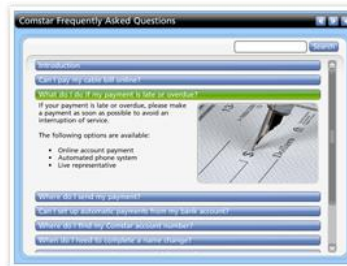 Comstar Frequently Asked Questions
Search
Introduction
Can I pay my cable bill online?
What do I do if my payment is late or overdue?
If your payment is late or overdue, please make
a payment as soon as possible to avoid an
interruption of service.
The following options are available:
• Online account payment
• Automated phone system
• Live representative
$
Dollars
Where do I send my payment?
Can I set up automatic payments from my bank account?
Where do I find my Comstar account number?
When do I need to complete a name change?